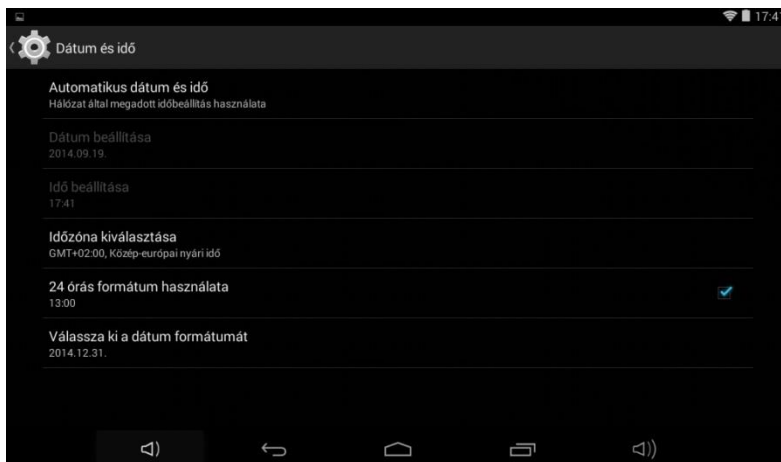 17:41
Dátum és idő
Automatikus dátum és idő
Hálózat által megadott időbeállítás használata
Dátum beállítása
2014.09.19.
Idő beállítása
17:41
Időzóna kiválasztása
GMT+02:00, Közép-európai nyári idő
24 órás formátum használata
13:00
Válassza ki a dátum formátumát
2014.12.31.